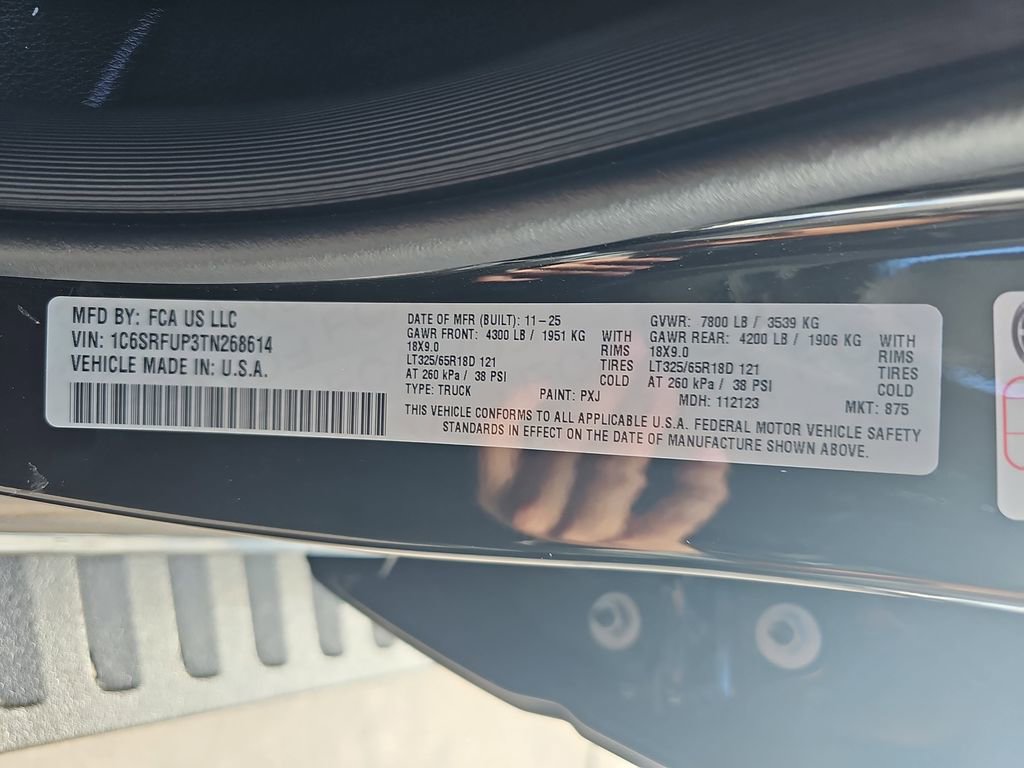 MFD BY: FCA US LLC
VIN: 1C6SRFUP3TN268614
VEHICLE MADE IN: U.S.A.
DATE OF MFR (BUILT): 11-25
GAWR FRONT: 4300 LB / 1951 KG WITH
18X9.0 RIMS
LT325/65R18D 121 TIRES
AT 260 kPa / 38 PSI COLD
TYPE: TRUCK PAINT: PXJ
GVWR: 7800 LB / 3539 KG
GAWR REAR: 4200 LB / 1906 KG WITH
18X9.0 RIMS
LT325/65R18D 121 TIRES
AT 260 kPa / 38 PSI COLD
MDH: 112123 MKT: 875
THIS VEHICLE CONFORMS TO ALL APPLICABLE U.S.A. FEDERAL MOTOR VEHICLE SAFETY
STANDARDS IN EFFECT ON THE DATE OF MANUFACTURE SHOWN ABOVE.